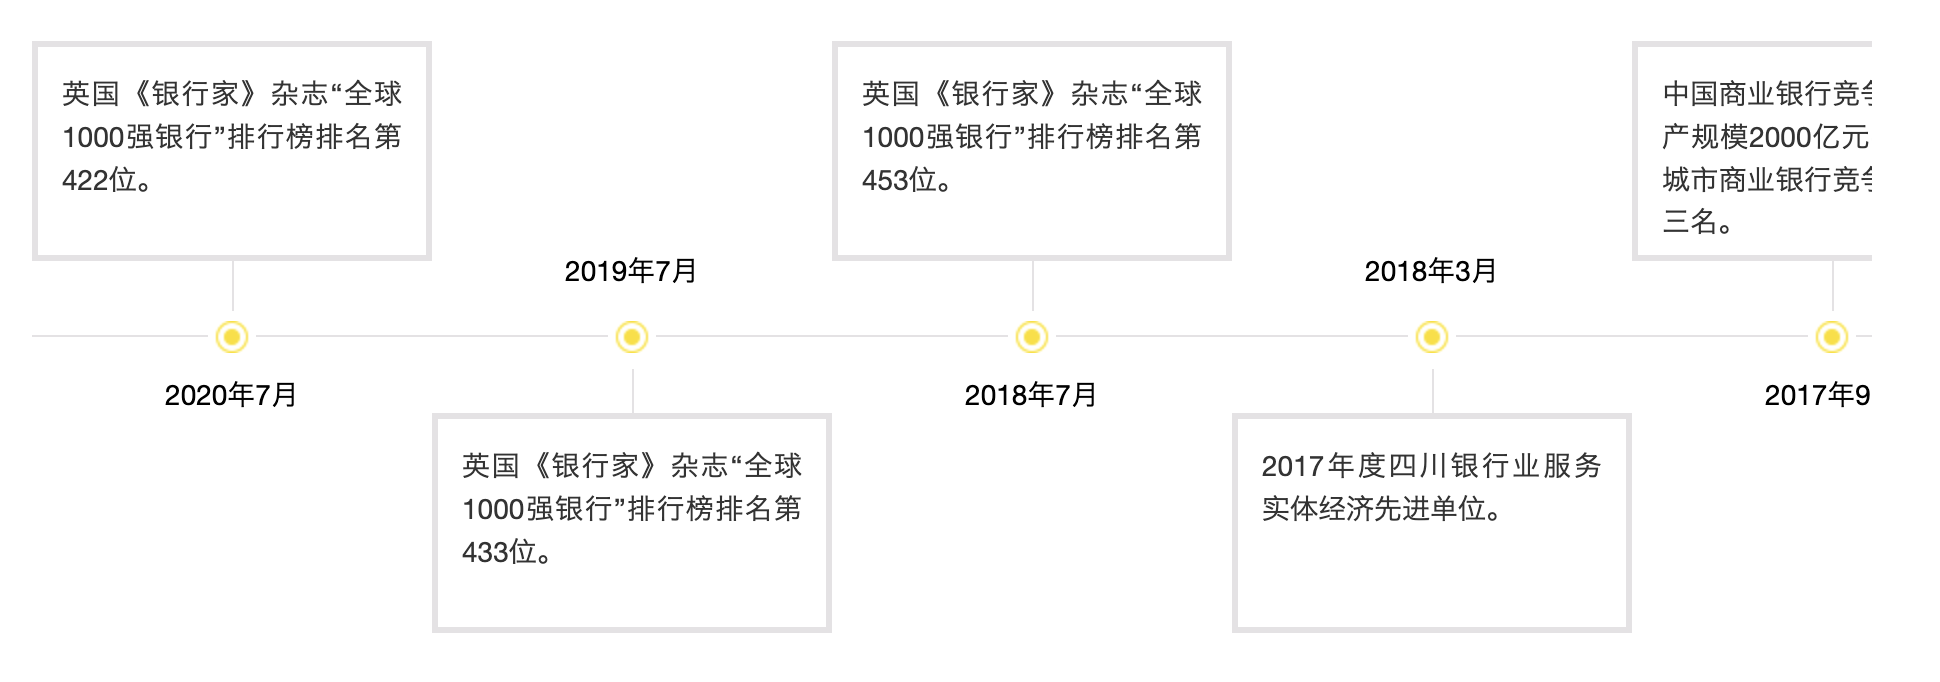 英国《银行家》杂志“全球
1000强银行”排行榜排名第
422位。
2020年7月
2019年7月
英国《银行家》杂志“全球
1000强银行”排行榜排名第
433位。
英国《银行家》杂志“全球
1000强银行”排行榜排名第
453位。
2018年7月
2018年3月
2017年度四川银行业服务
实体经济先进单位。
中国商业银行竞
产规模2000亿元
城市商业银行竞
三名。
2017年9